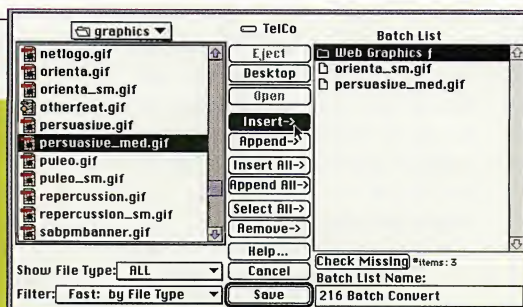 graphics
netlogo.gif
orienta.gif
orienta_sm.gif
otherfeat.gif
persuasive.gif
persuasive_med.gif
puleo.gif
puleo_sm.gif
repercussion.gif
repercussion_sm.gif
sabpmbanner.gif
Show File Type: ALL
Filter: Fast: by File Type
TelCo
Eject
Desktop
Open
Insert->
Append->
Insert All->
Append All->
Select All->
Remove->
Help...
Cancel
Save
Batch List
Web Graphics ƒ
orienta_sm.gif
persuasive_med.gif
Check Missing #items: 3
Batch List Name:
216 Batch Convert